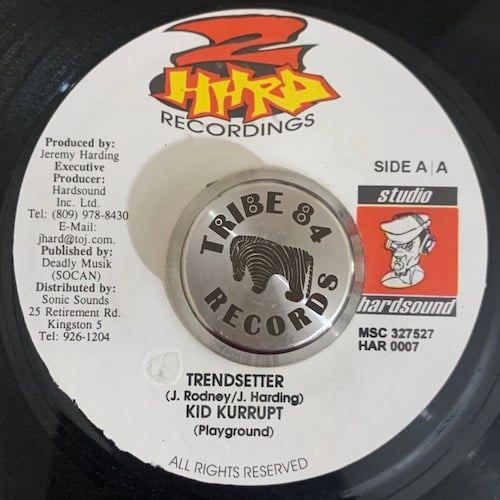 2
HARD
RECORDINGS
Produced by:
Jeremy Harding
Executive
Producer:
Hardsound
Inc. Ltd.
Tel: (809) 978-8430
E-Mail:
jhard@toj.com
Published by:
Deadly Musik
(SOCAN)
Distributed by:
Sonic Sounds
25 Retirement Rd.
Kingston 5
Tel: 926-1204
SIDE A|A
studio
hardsound
MSC 327527
HAR 0007
TRIBE 84
RECORDS
TRENDSETTER
(J. Rodney/J. Harding)
KID KURRUPT
(Playground)
ALL RIGHTS RESERVED